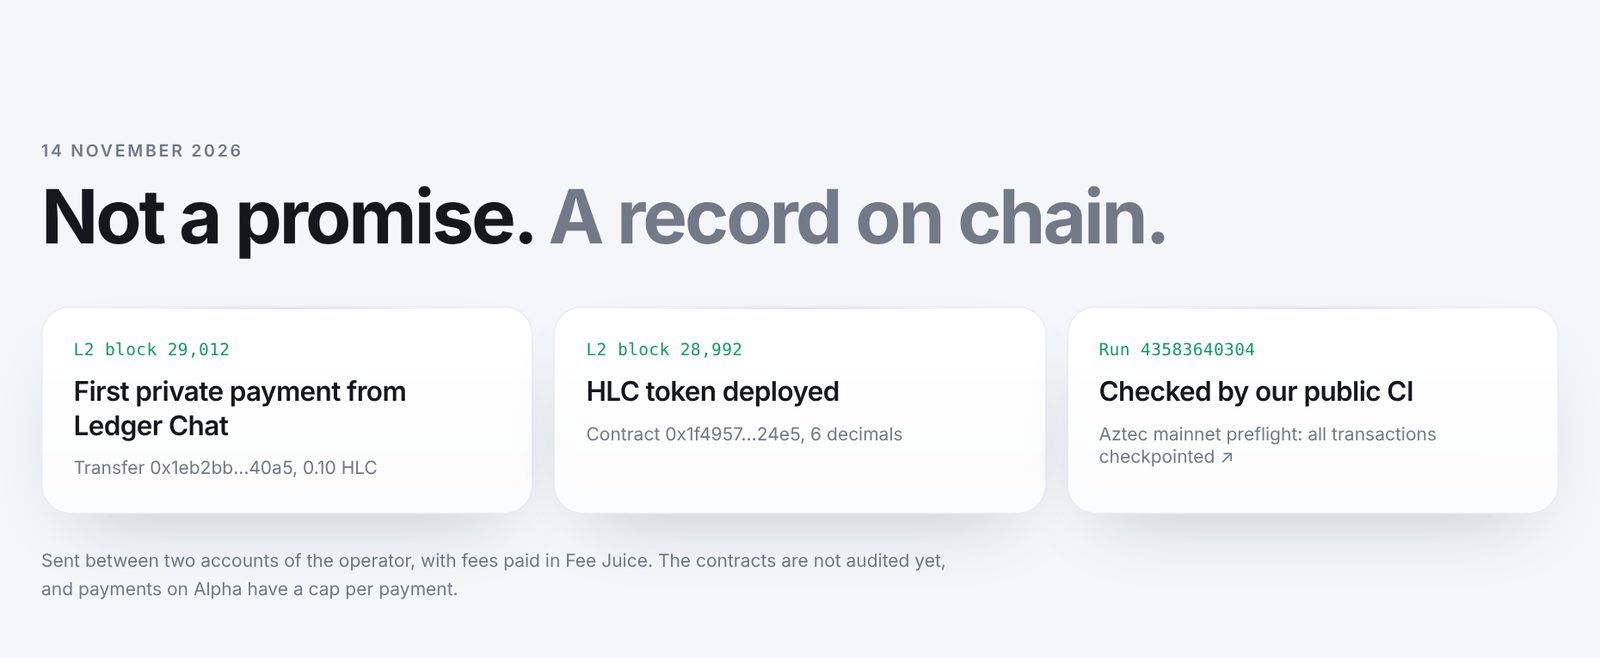 14 NOVEMBER 2026
Not a promise. A record on chain.
L2 block 29,012
First private payment from
Ledger Chat
Transfer 0x1eb2bb…40a5, 0.10 HLC
L2 block 28,992
HLC token deployed
Contract 0x1f4957…24e5, 6 decimals
Run 43583640304
Checked by our public CI
Aztec mainnet preflight: all transactions
checkpointed ↗
Sent between two accounts of the operator, with fees paid in Fee Juice. The contracts are not audited yet,
and payments on Alpha have a cap per payment.